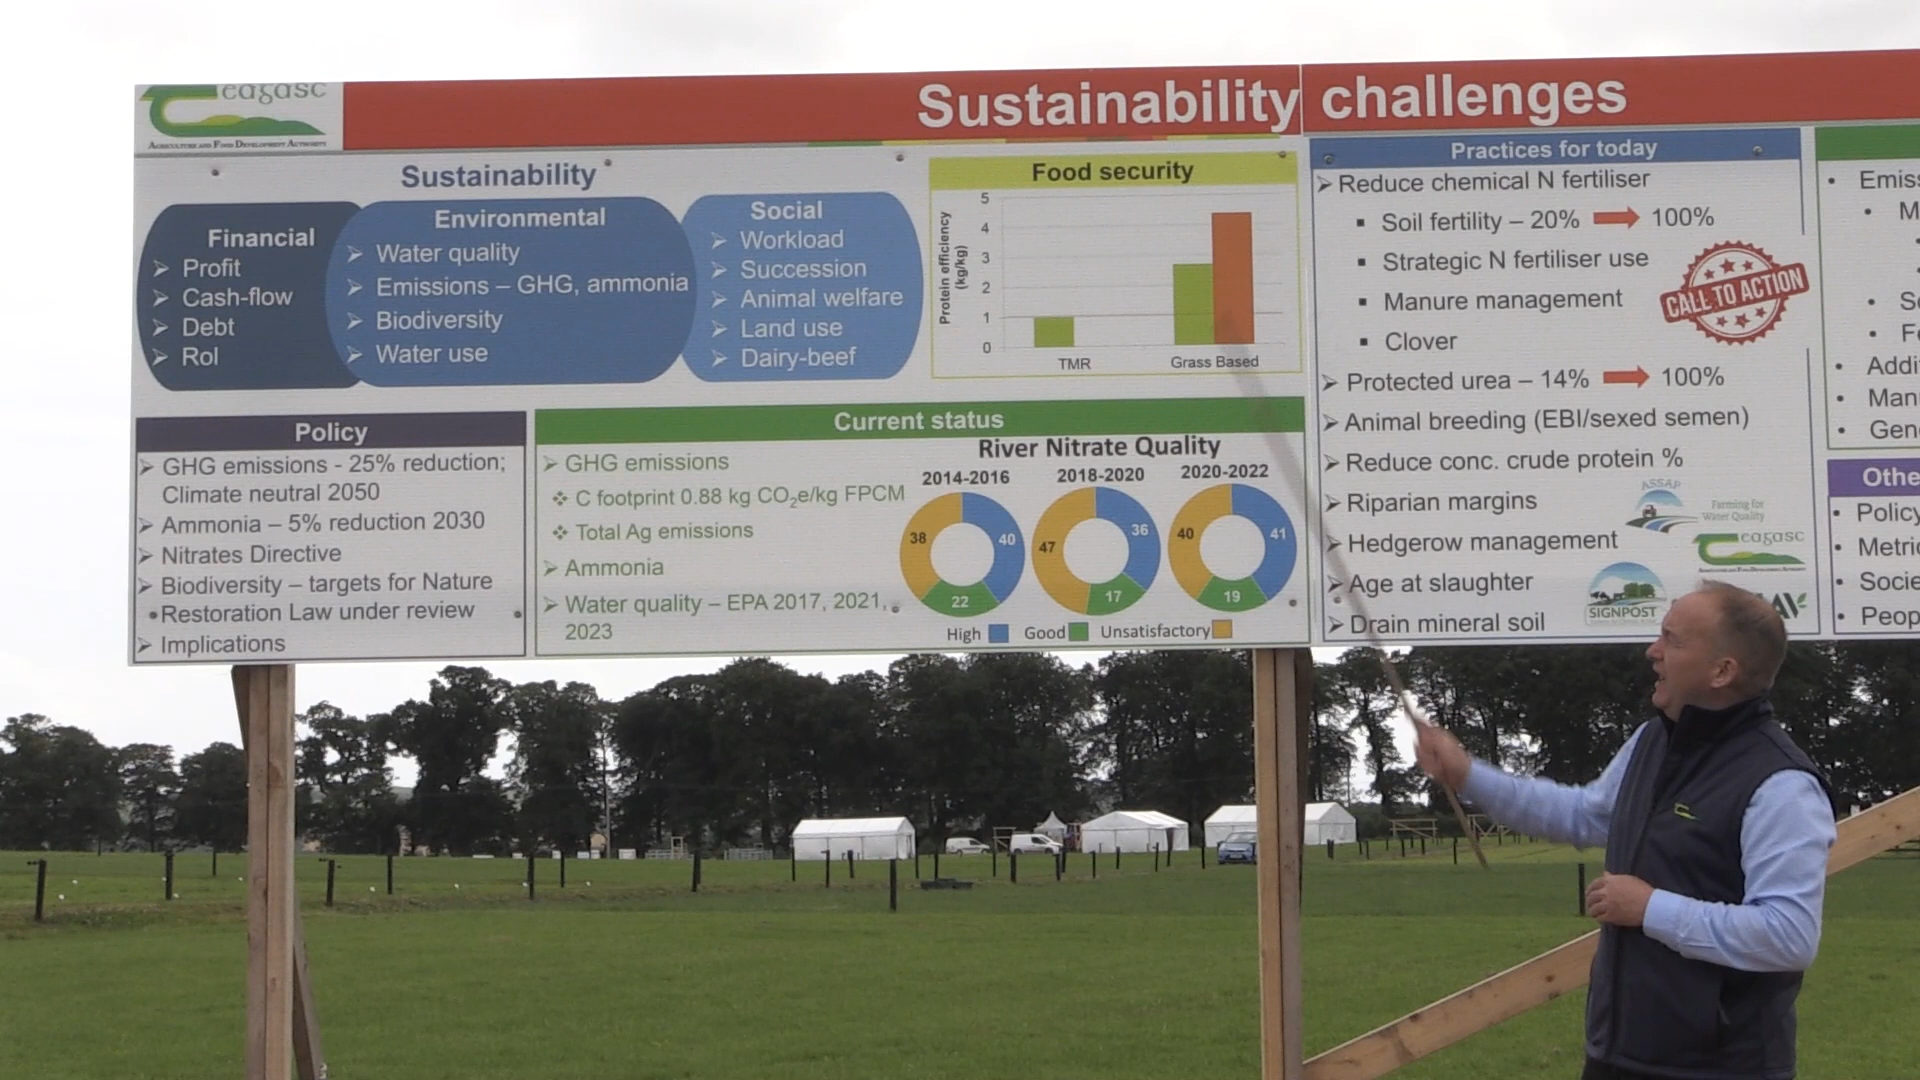 eagasc
AGRICULTURE AND FOOD DEVELOPMENT AUTHORITY
Sustainability challenges
Sustainability
Financial
Profit
Cash-flow
Debt
RoI
Environmental
Water quality
Emissions – GHG, ammonia
Biodiversity
Water use
Social
Workload
Succession
Animal welfare
Land use
Dairy-beef
Food security
Protein efficiency
(kg/kg)
5
4
3
2
1
0
TMR
Grass Based
Policy
GHG emissions - 25% reduction;
Climate neutral 2050
Ammonia – 5% reduction 2030
Nitrates Directive
Biodiversity – targets for Nature
•Restoration Law under review
Implications
Current status
GHG emissions
C footprint 0.88 kg CO₂e/kg FPCM
Total Ag emissions
Ammonia
Water quality – EPA 2017, 2021,
2023
River Nitrate Quality
2014-2016
38
40
22
2018-2020
47
36
17
2020-2022
40
41
19
High
Good
Unsatisfactory
Practices for today
Reduce chemical N fertiliser
Soil fertility – 20% 100%
Strategic N fertiliser use
Manure management
Clover
CALL TO ACTION
Protected urea – 14% 100%
Animal breeding (EBI/sexed semen)
Reduce conc. crude protein %
Riparian margins
Hedgerow management
Age at slaughter
Drain mineral soil
ASSAP
Farming for
Water Quality
eagasc
SIGNPOST
• Emiss
• M
• S
• F
• Addi
• Man
• Gen
Othe
• Policy
• Metri
• Socie
• Peop